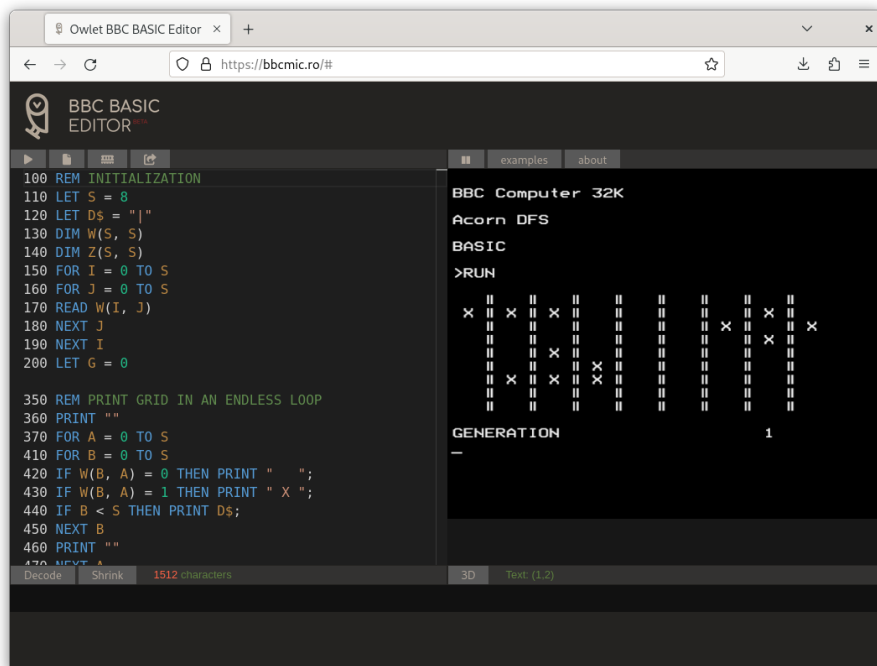 Owlet BBC BASIC Editor
https://bbcmic.ro/#
BBC BASIC
EDITOR BETA
examples about
100 REM INITIALIZATION
110 LET S = 8
120 LET D$ = "|"
130 DIM W(S, S)
140 DIM Z(S, S)
150 FOR I = 0 TO S
160 FOR J = 0 TO S
170 READ W(I, J)
180 NEXT J
190 NEXT I
200 LET G = 0
350 REM PRINT GRID IN AN ENDLESS LOOP
360 PRINT ""
370 FOR A = 0 TO S
410 FOR B = 0 TO S
420 IF W(B, A) = 0 THEN PRINT "   ";
430 IF W(B, A) = 1 THEN PRINT " X ";
440 IF B < S THEN PRINT D$;
450 NEXT B
460 PRINT ""
470 NEXT A
BBC Computer 32K
Acorn DFS
BASIC
>RUN
   ‖   ‖   ‖   ‖   ‖   ‖   ‖   ‖
 X ‖ X ‖ X ‖   ‖   ‖   ‖   ‖ X ‖
   ‖   ‖   ‖   ‖   ‖   ‖ X ‖   ‖ X
   ‖   ‖   ‖   ‖   ‖   ‖   ‖ X ‖
   ‖   ‖ X ‖   ‖   ‖   ‖   ‖   ‖
   ‖   ‖   ‖ X ‖   ‖   ‖   ‖   ‖
   ‖ X ‖ X ‖ X ‖   ‖   ‖   ‖   ‖
   ‖   ‖   ‖   ‖   ‖   ‖   ‖   ‖
   ‖   ‖   ‖   ‖   ‖   ‖   ‖   ‖
GENERATION 1
Decode Shrink 1512 characters
3D Text: (1,2)